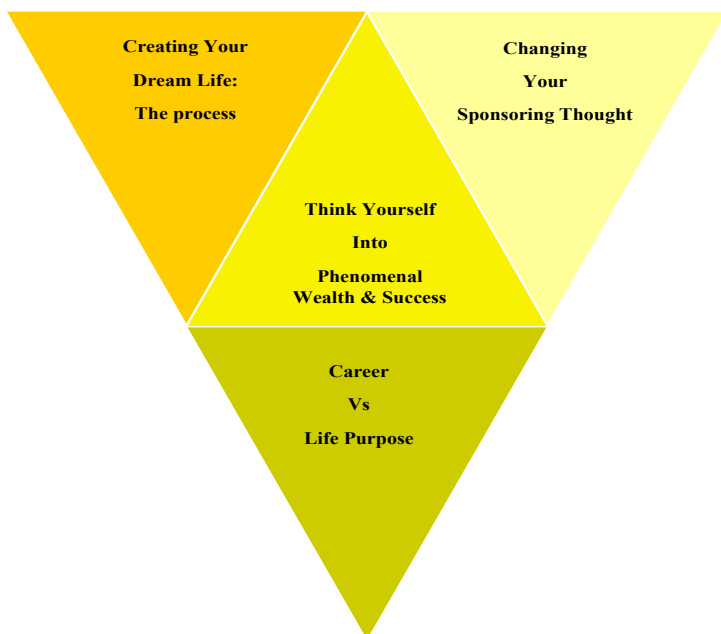 Creating Your
Dream Life:
The process
Changing
Your
Sponsoring Thought
Think Yourself
Into
Phenomenal
Wealth & Success
Career
Vs
Life Purpose